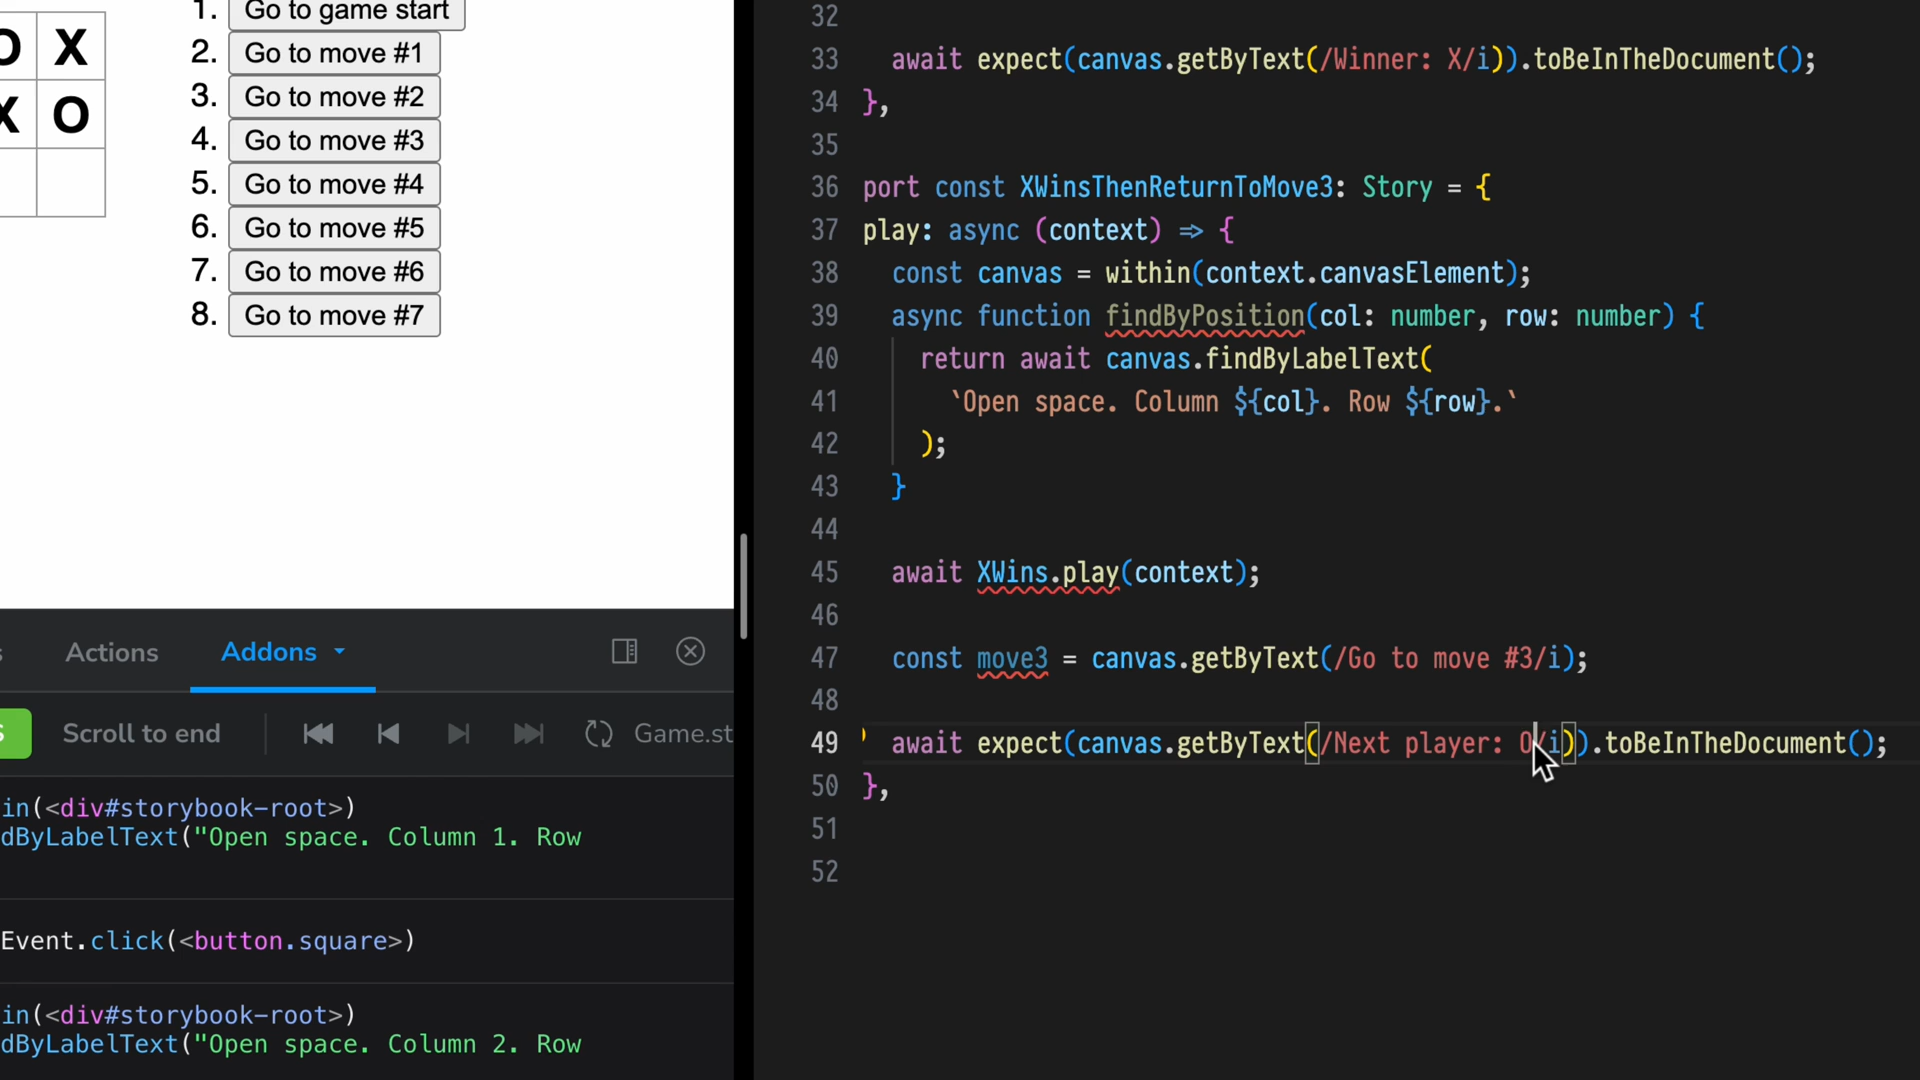 O X
X O
1. Go to game start
2. Go to move #1
3. Go to move #2
4. Go to move #3
5. Go to move #4
6. Go to move #5
7. Go to move #6
8. Go to move #7
Actions Addons
S Scroll to end Game.st
in(<div#storybook-root>)
dByLabelText("Open space. Column 1. Row
Event.click(<button.square>)
in(<div#storybook-root>)
dByLabelText("Open space. Column 2. Row
32
33 await expect(canvas.getByText(/Winner: X/i)).toBeInTheDocument();
34 },
35
36 port const XWinsThenReturnToMove3: Story = {
37 play: async (context) => {
38 const canvas = within(context.canvasElement);
39 async function findByPosition(col: number, row: number) {
40 return await canvas.findByLabelText(
41 `Open space. Column ${col}. Row ${row}.`
42 );
43 }
44
45 await XWins.play(context);
46
47 const move3 = canvas.getByText(/Go to move #3/i);
48
49 await expect(canvas.getByText(/Next player: O/i)).toBeInTheDocument();
50 },
51
52